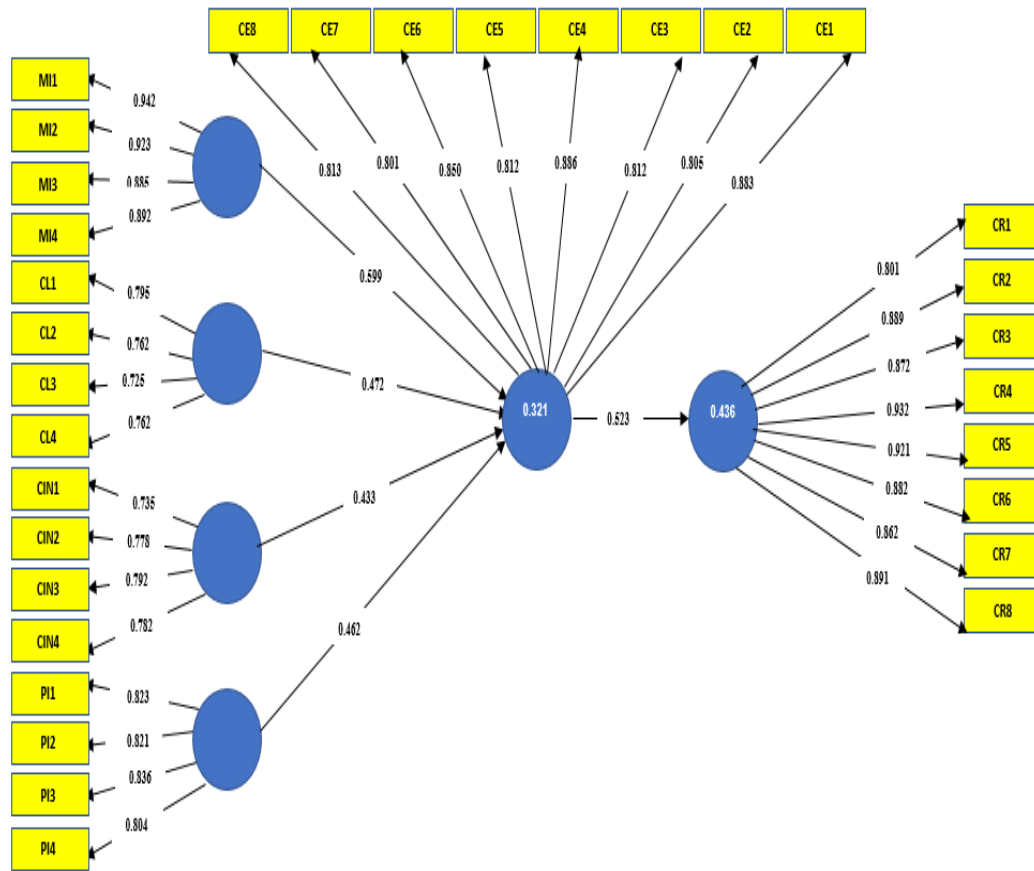 CE8 CE7 CE6 CE5 CE4 CE3 CE2 CE1
MI1
0.942
MI2
0.923
MI3
0.885
MI4
0.892
CL1
0.795
CL2
0.762
CL3
0.725
CL4
0.762
CIN1
0.735
CIN2
0.778
CIN3
0.792
CIN4
0.782
PI1
0.823
PI2
0.821
PI3
0.836
PI4
0.804
0.813 0.801 0.850 0.812 0.886 0.812 0.805 0.883
0.599
0.472
0.433
0.462
0.321
0.523
0.436
0.801
0.889
0.872
0.932
0.921
0.882
0.862
0.891
CR1
CR2
CR3
CR4
CR5
CR6
CR7
CR8